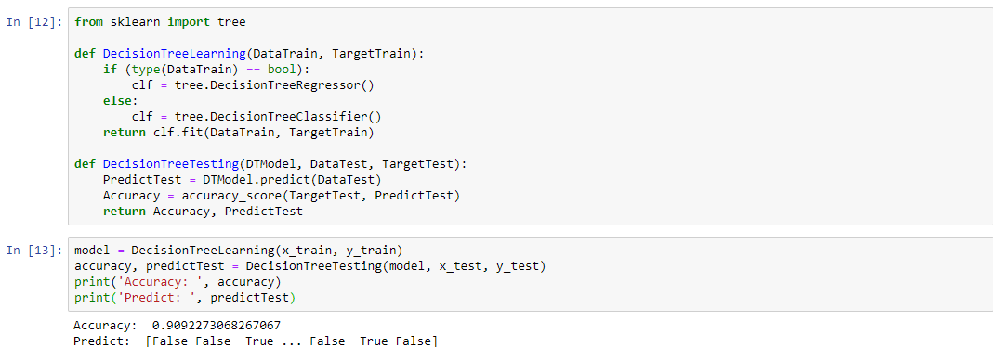 In [12]: from sklearn import tree
def DecisionTreeLearning(DataTrain, TargetTrain):
    if (type(DataTrain) == bool):
        clf = tree.DecisionTreeRegressor()
    else:
        clf = tree.DecisionTreeClassifier()
    return clf.fit(DataTrain, TargetTrain)
def DecisionTreeTesting(DTModel, DataTest, TargetTest):
    PredictTest = DTModel.predict(DataTest)
    Accuracy = accuracy_score(TargetTest, PredictTest)
    return Accuracy, PredictTest
In [13]: model = DecisionTreeLearning(x_train, y_train)
accuracy, predictTest = DecisionTreeTesting(model, x_test, y_test)
print('Accuracy: ', accuracy)
print('Predict: ', predictTest)
Accuracy:  0.9092273068267067
Predict:  [False False  True ... False  True False]